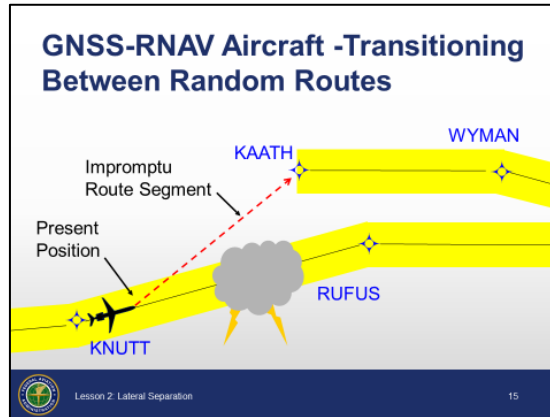 GNSS-RNAV Aircraft -Transitioning
Between Random Routes
WYMAN
KAATH
Impromptu
Route Segment
Present
Position
RUFUS
KNUTT
Lesson 2: Lateral Separation
15